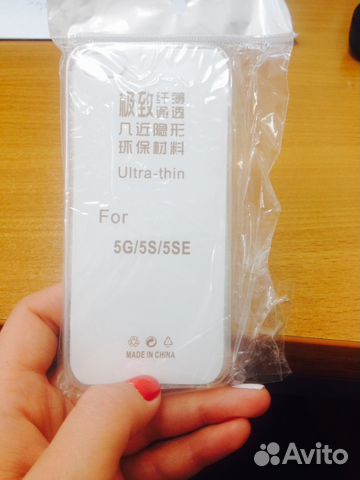 极致纤薄高透
几近隐形
环保材料
Ultra-thin
For
5G/5S/5SE
MADE IN CHINA
Avito